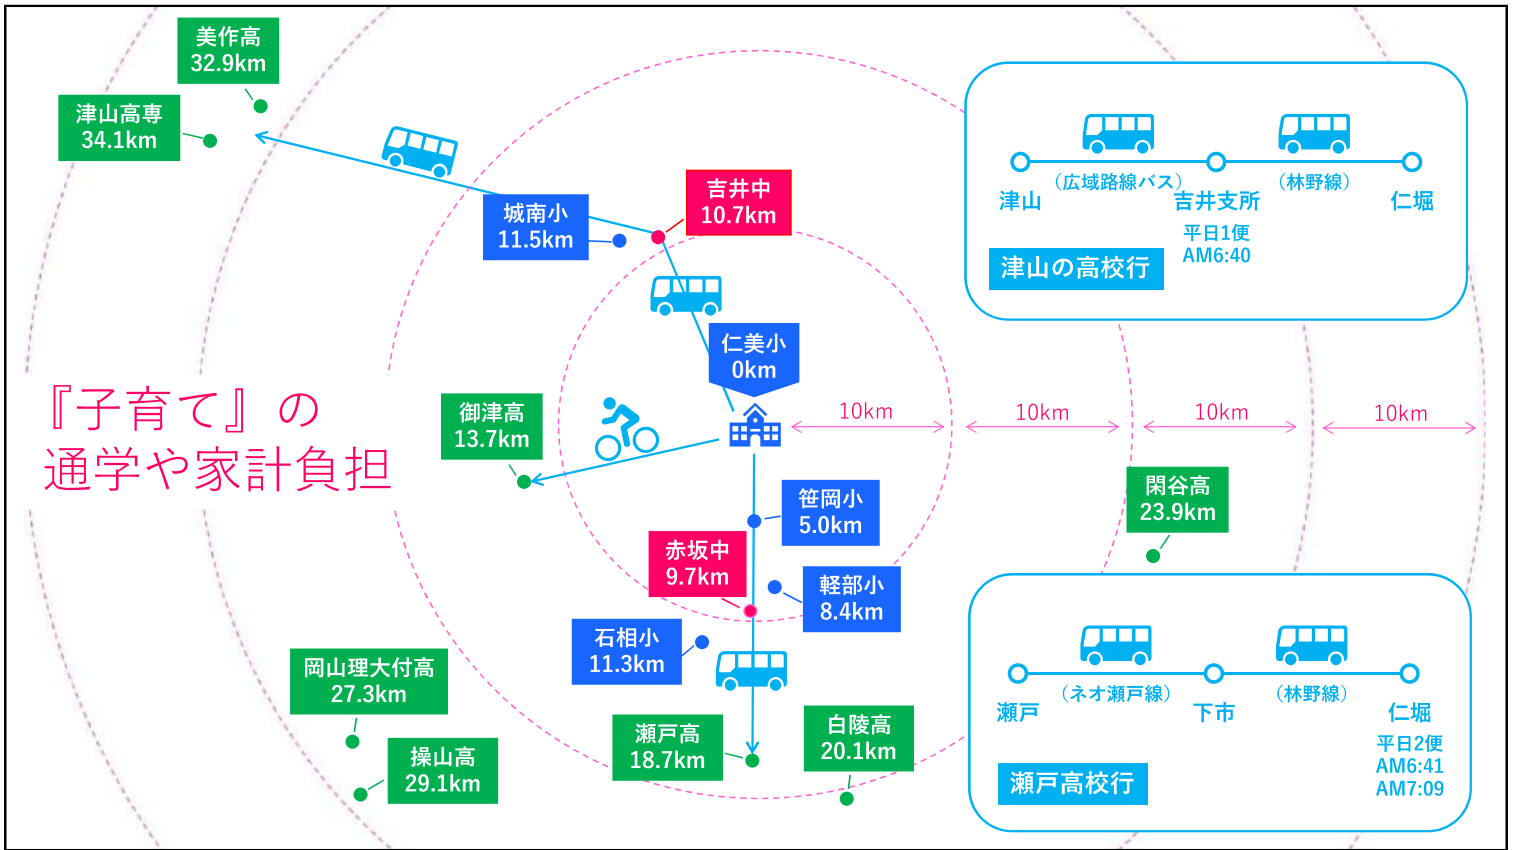 美作高
32.9km
津山高専
34.1km
城南小
11.5km
吉井中
10.7km
津山
（広域路線バス）
吉井支所
（林野線）
仁堀
平日1便
AM6:40
津山の高校行
仁美小
0km
『子育て』の
通学や家計負担
御津高
13.7km
10km
10km
10km
10km
笹岡小
5.0km
閑谷高
23.9km
赤坂中
9.7km
軽部小
8.4km
石相小
11.3km
岡山理大付高
27.3km
操山高
29.1km
瀬戸高
18.7km
白陵高
20.1km
瀬戸
（ネオ瀬戸線）
下市
（林野線）
仁堀
平日2便
AM6:41
AM7:09
瀬戸高校行